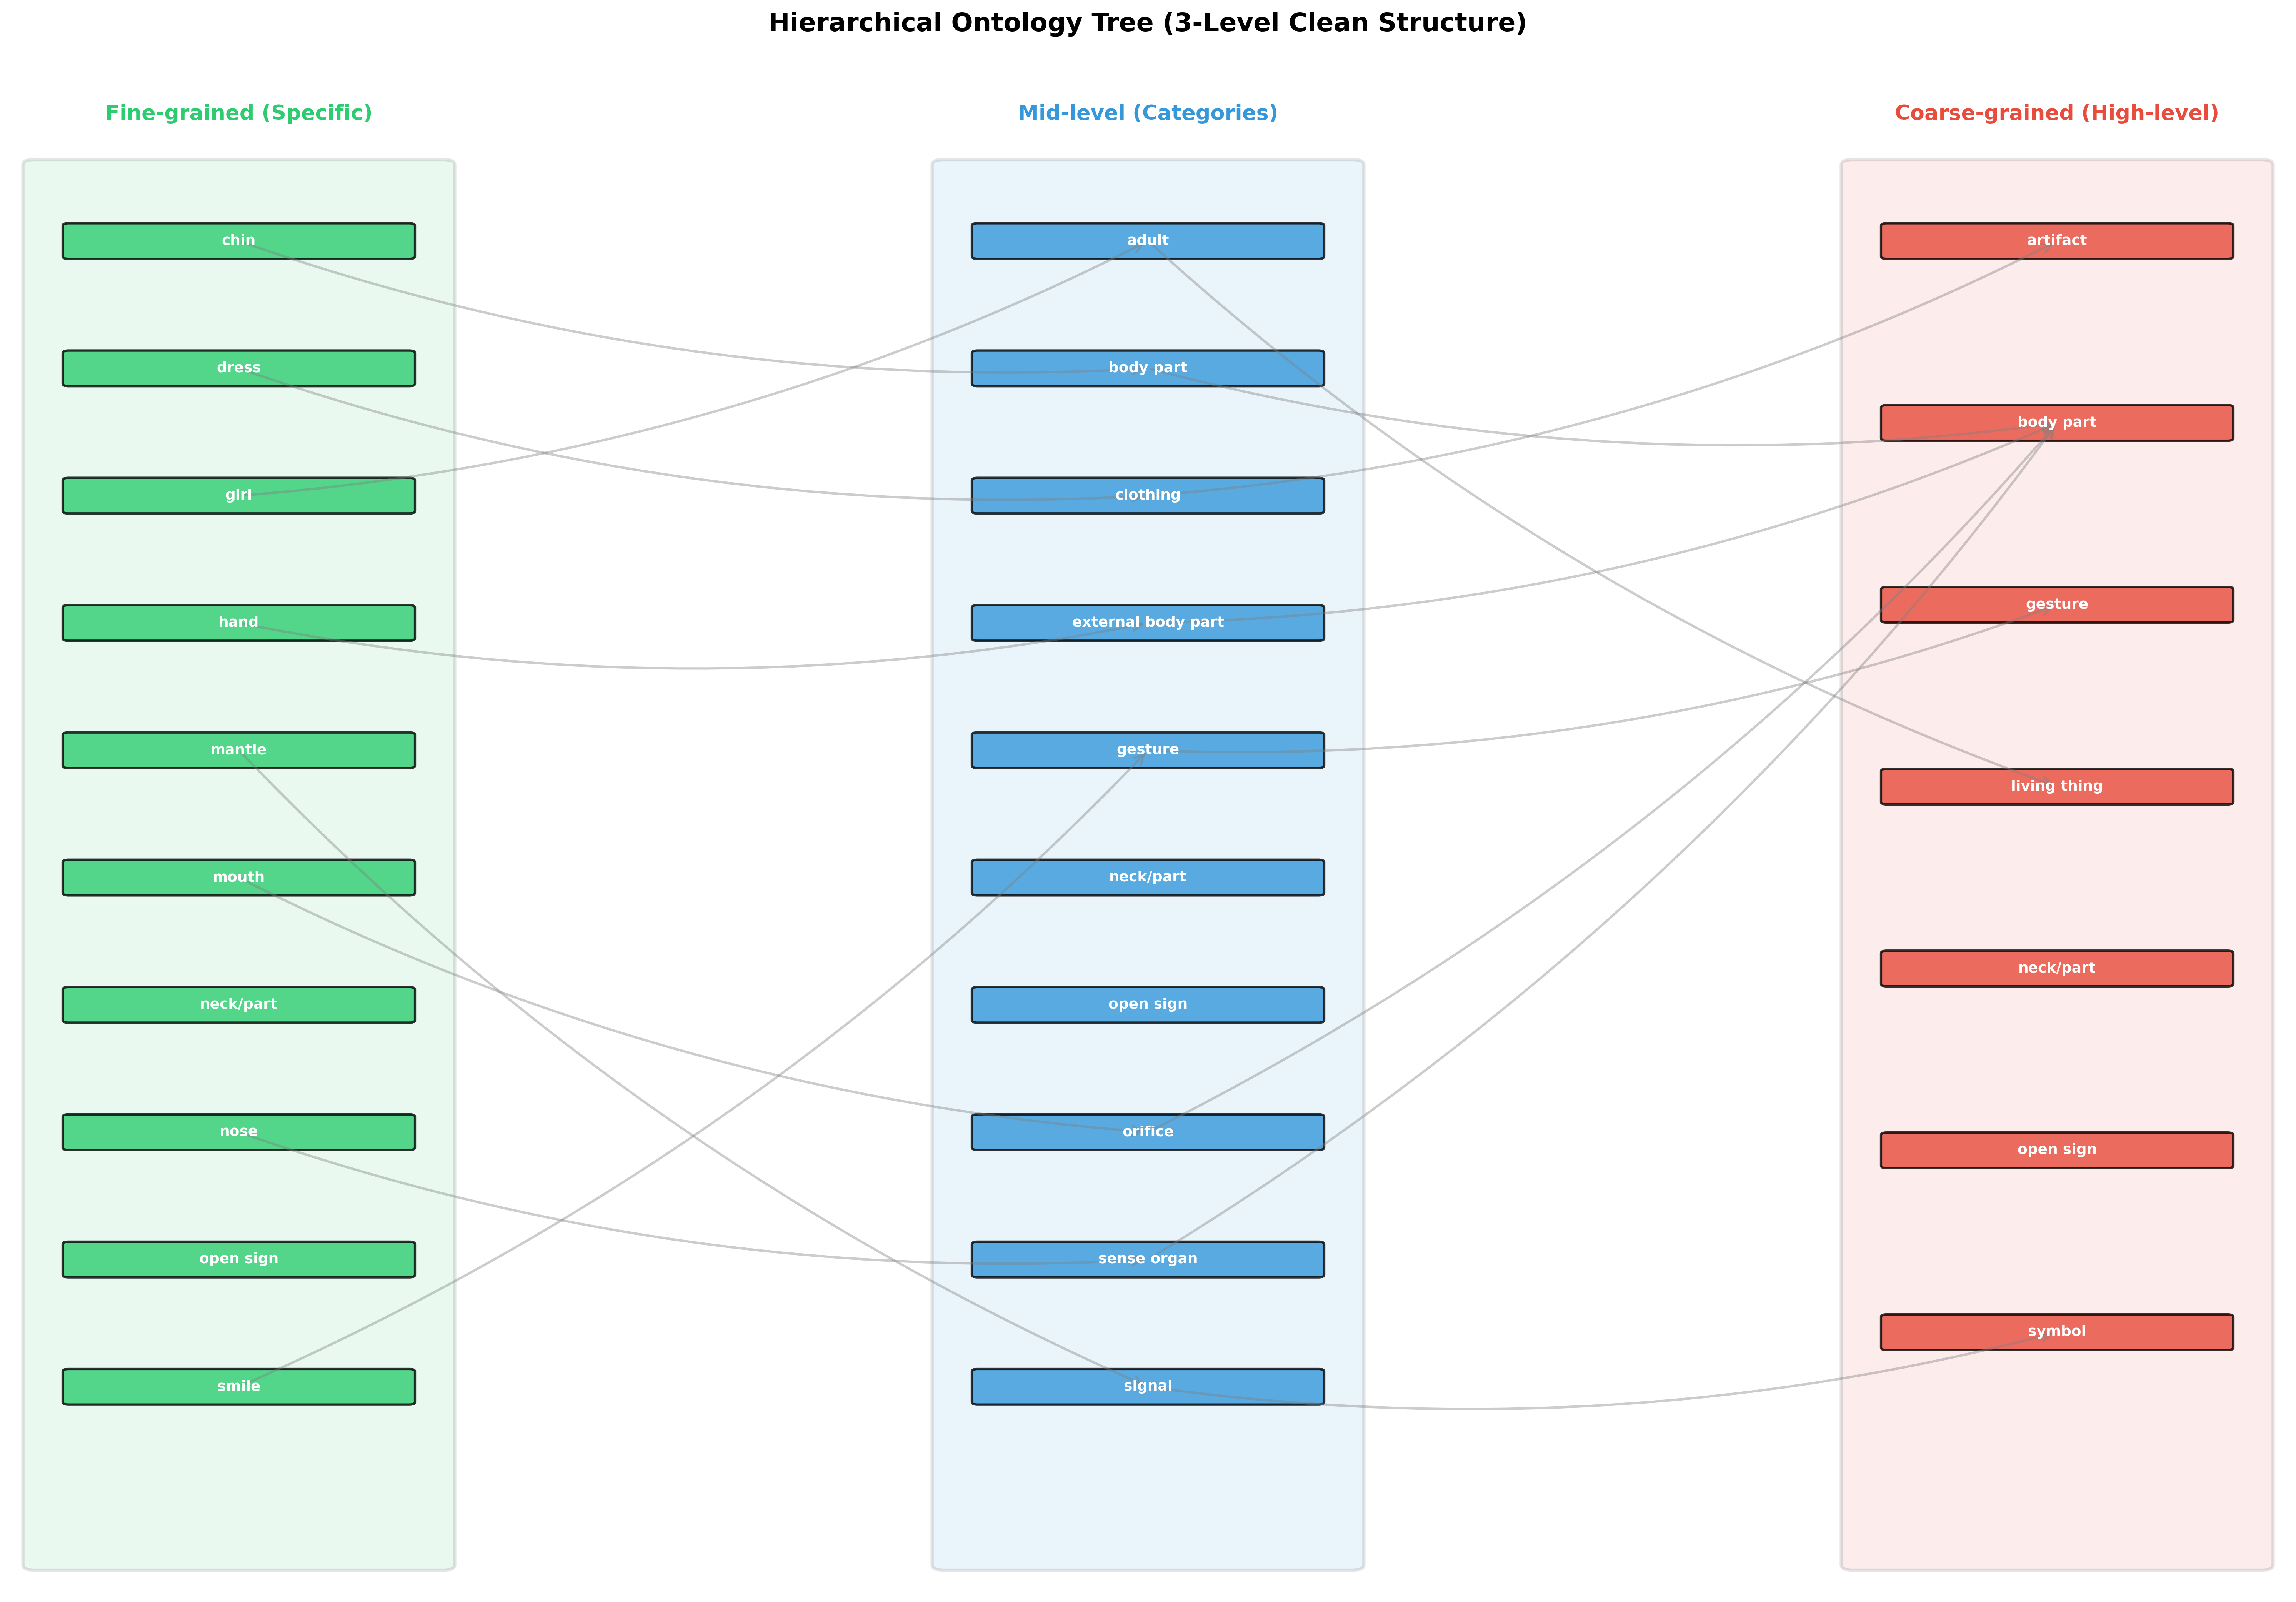 Hierarchical Ontology Tree (3-Level Clean Structure)
Fine-grained (Specific)
chin
dress
girl
hand
mantle
mouth
neck/part
nose
open sign
smile
Mid-level (Categories)
adult
body part
clothing
external body part
gesture
neck/part
open sign
orifice
sense organ
signal
Coarse-grained (High-level)
artifact
body part
gesture
living thing
neck/part
open sign
symbol